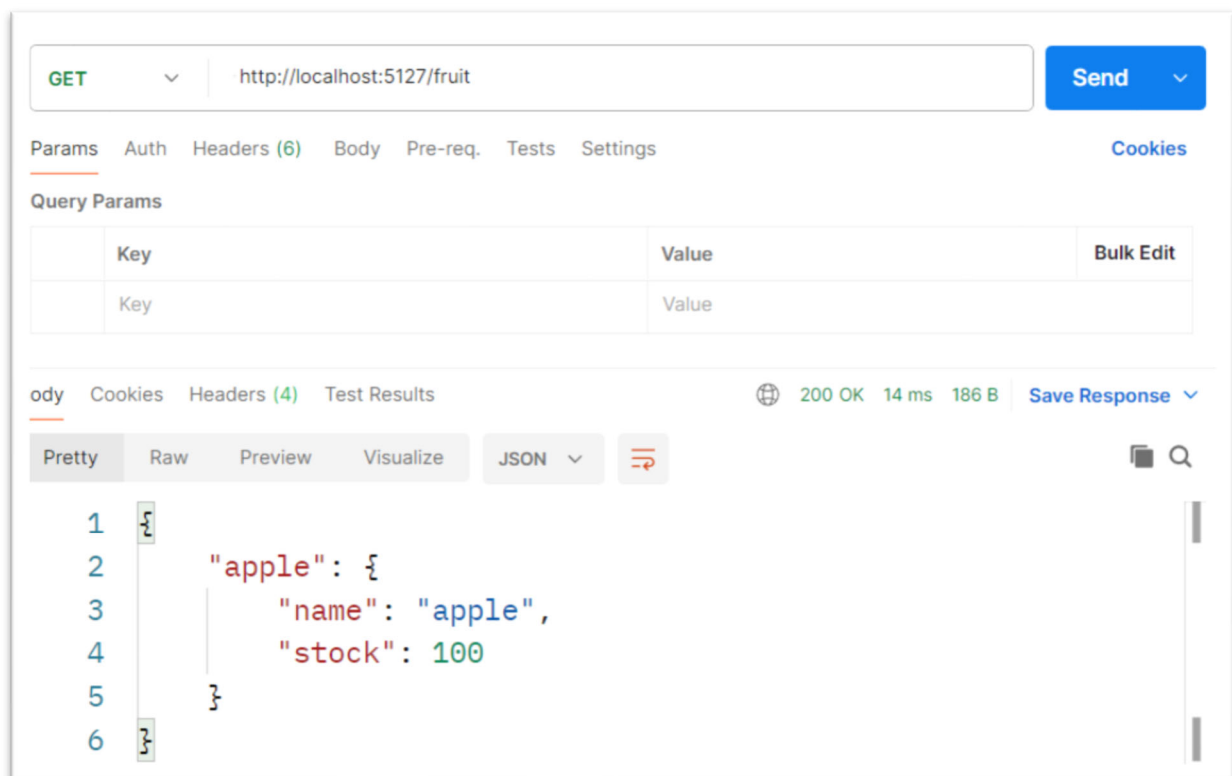 GET http://localhost:5127/fruit Send
Params Auth Headers (6) Body Pre-req. Tests Settings Cookies
Query Params
Key Value Bulk Edit
Key Value
ody Cookies Headers (4) Test Results 200 OK 14 ms 186 B Save Response
Pretty Raw Preview Visualize JSON
1 {
2 "apple": {
3 "name": "apple",
4 "stock": 100
5 }
6 }